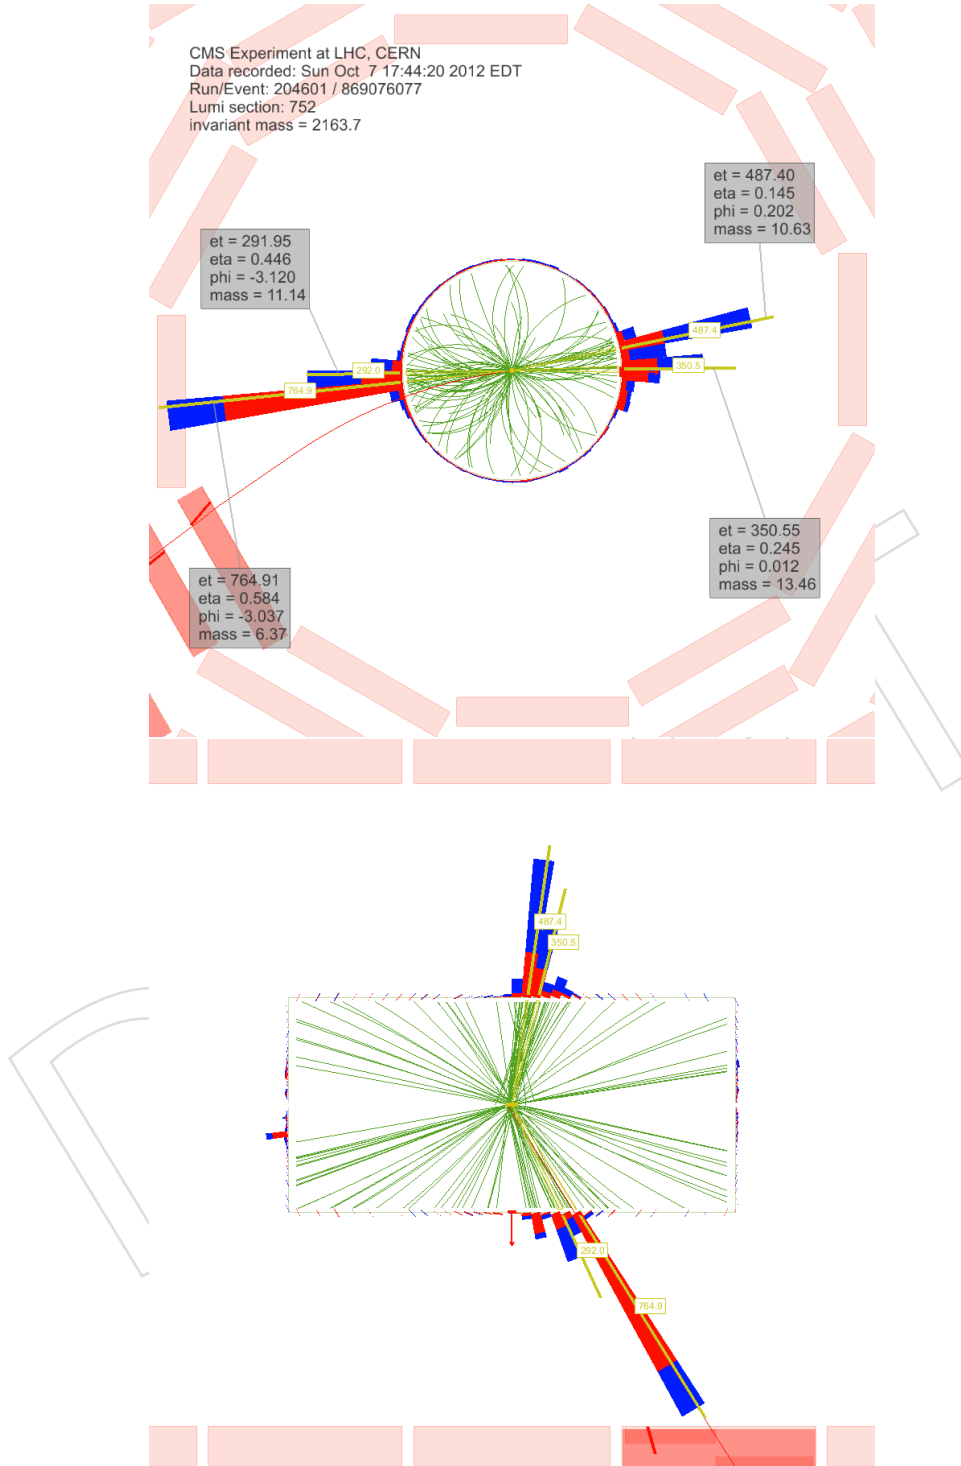 CMS Experiment at LHC, CERN
Data recorded: Sun Oct 7 17:44:20 2012 EDT
Run/Event: 204601 / 869076077
Lumi section: 752
invariant mass = 2163.7
et = 487.40
eta = 0.145
phi = 0.202
mass = 10.63
et = 291.95
eta = 0.446
phi = -3.120
mass = 11.14
487.4
350.5
292.0
764.9
et = 350.55
eta = 0.245
phi = 0.012
mass = 13.46
et = 764.91
eta = 0.584
phi = -3.037
mass = 6.37
487.4
350.5
292.0
764.9